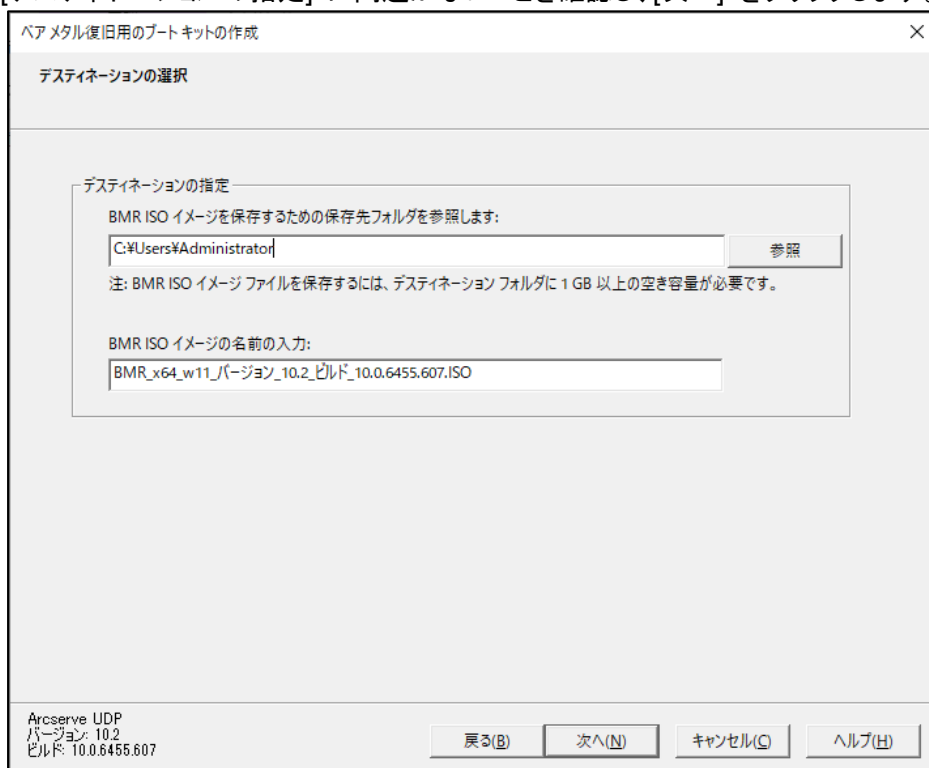 ベア メタル復旧用のブート キットの作成
デスティネーションの選択
デスティネーションの指定
BMR ISO イメージを保存するための保存先フォルダを参照します:
C:¥Users¥Administrator
参照
注: BMR ISO イメージ ファイルを保存するには、デスティネーション フォルダに 1 GB 以上の空き容量が必要です。
BMR ISO イメージの名前の入力:
BMR_x64_w11_バージョン_10.2_ビルド_10.0.6455.607.ISO
Arcserve UDP
バージョン: 10.2
ビルド: 10.0.6455.607
戻る(B) 次へ(N) キャンセル(C) ヘルプ(H)